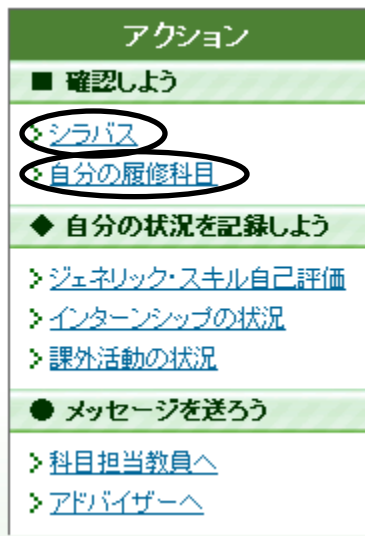 アクション
■ 確認しよう
シラバス
自分の履修科目
◆ 自分の状況を記録しよう
ジェネリック・スキル自己評価
インターンシップの状況
課外活動の状況
● メッセージを送ろう
科目担当教員へ
アドバイザーへ